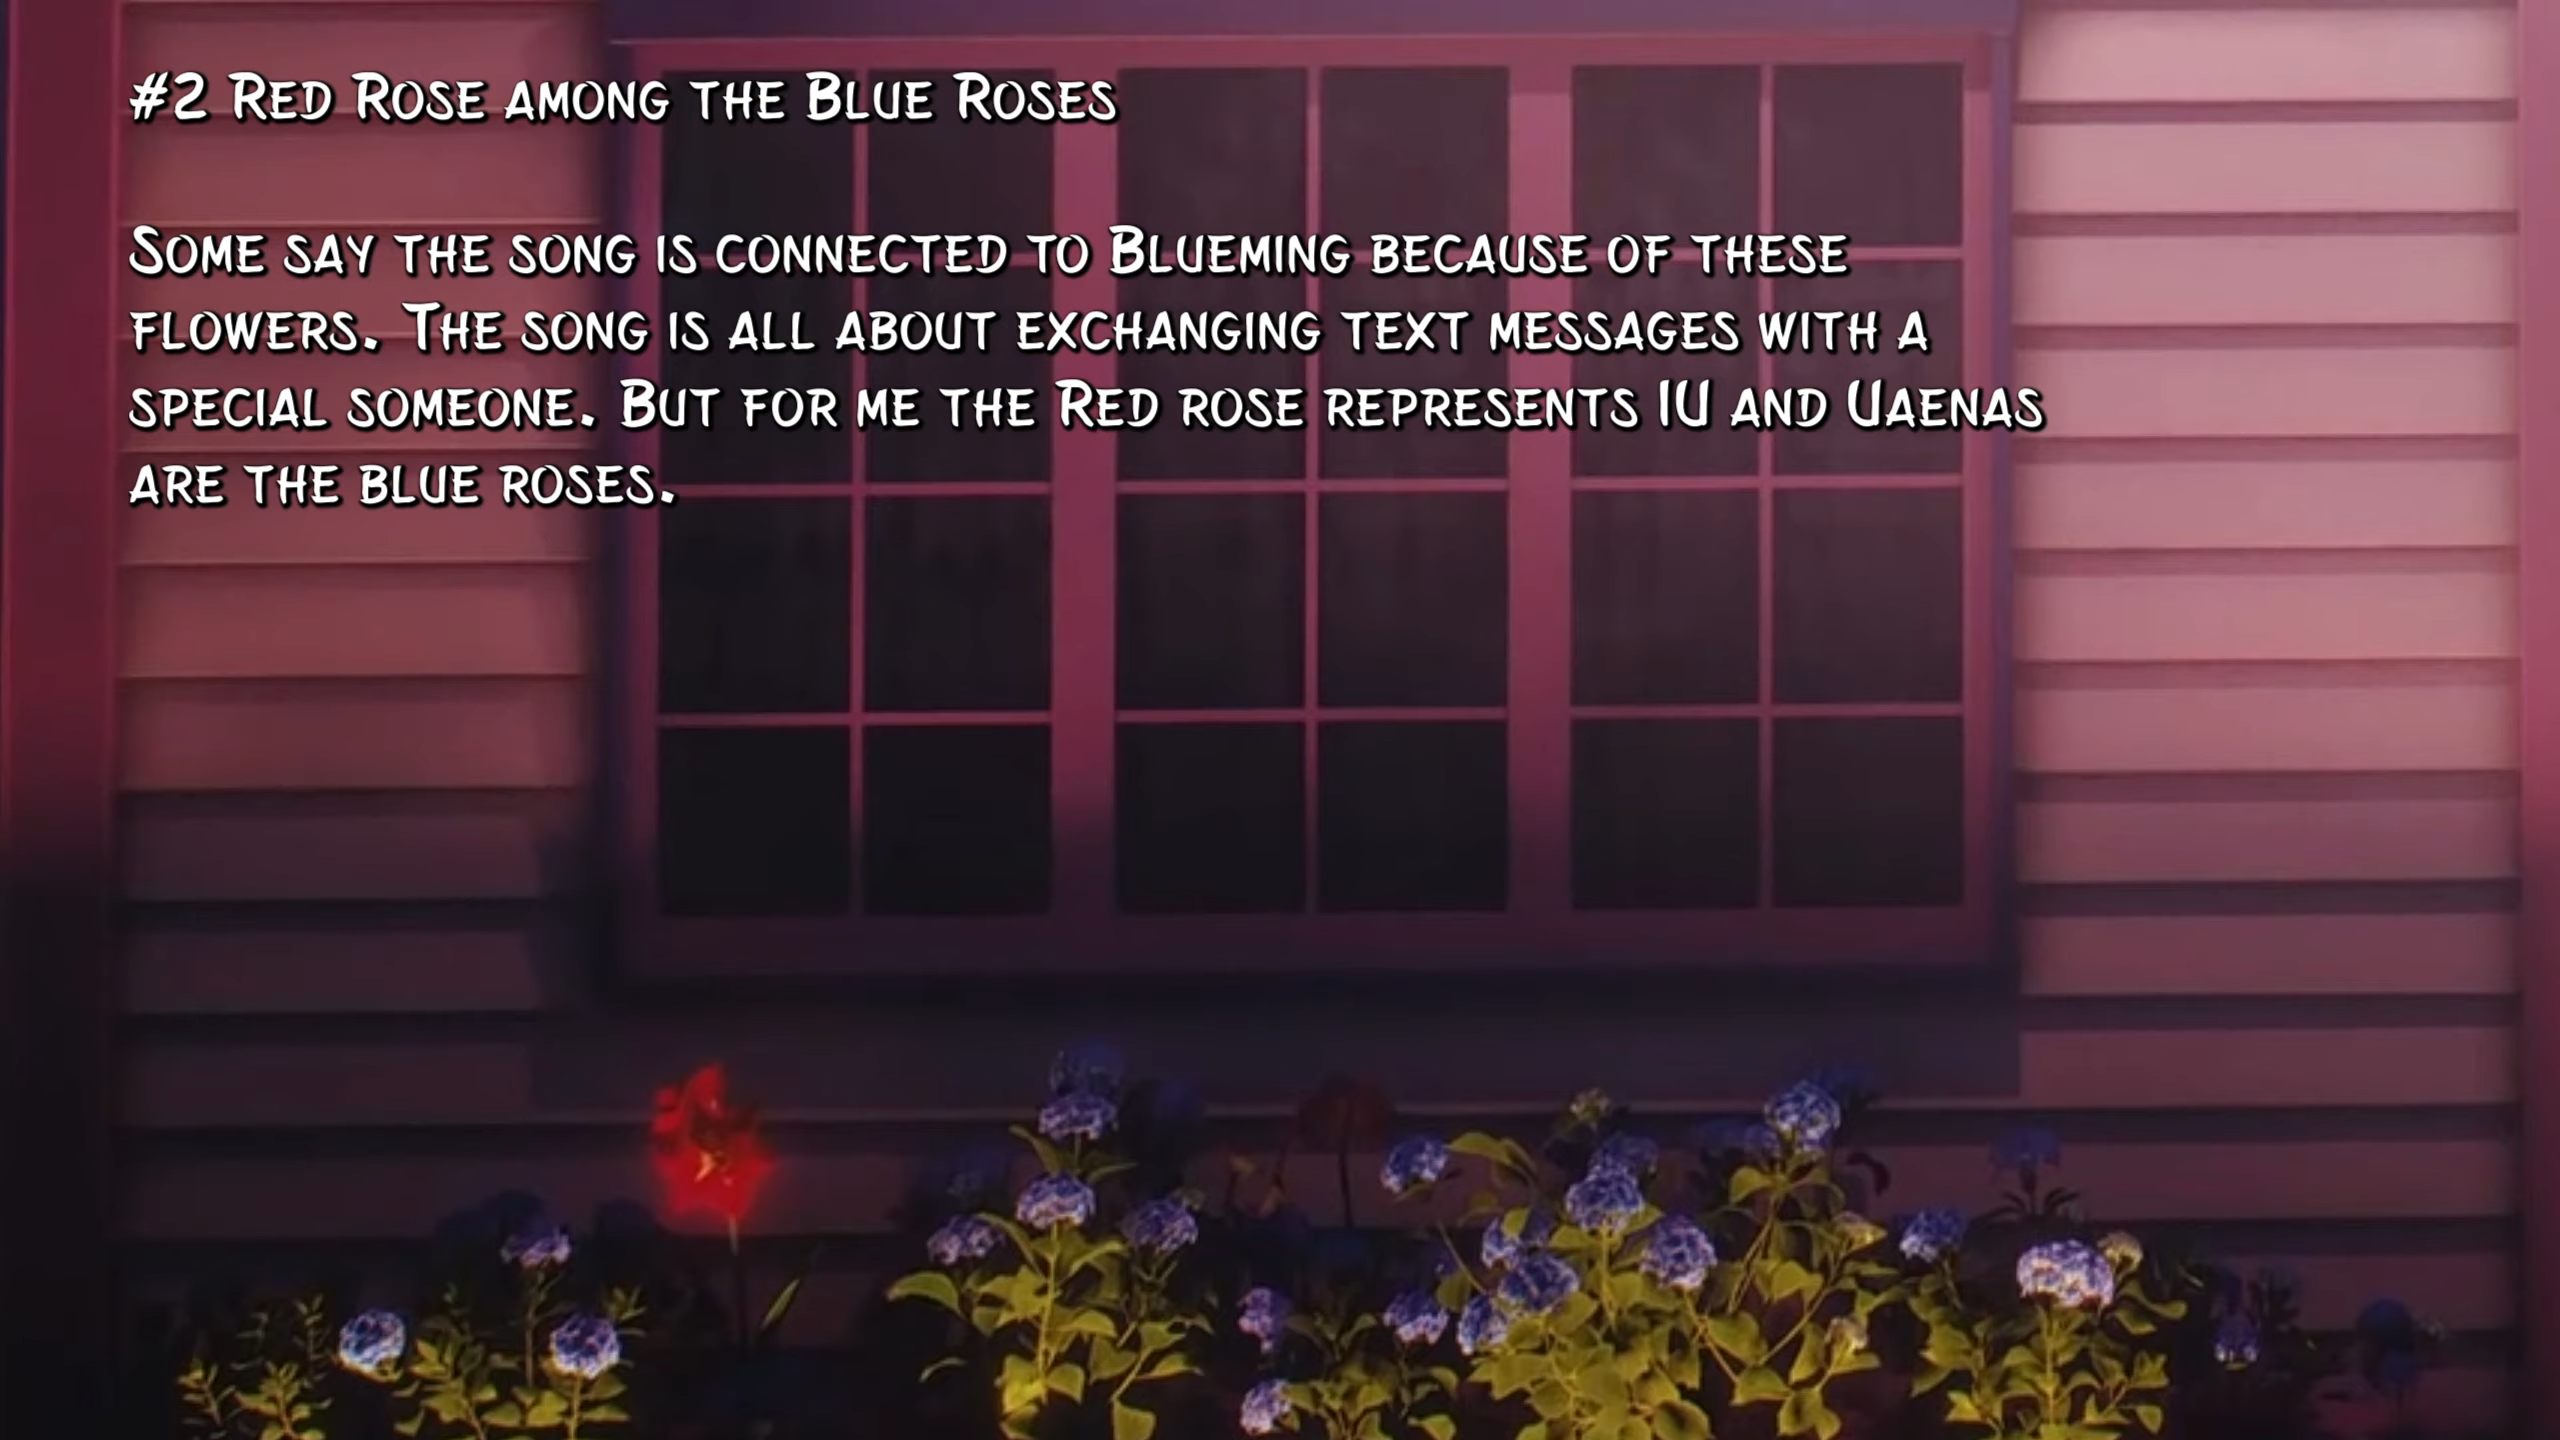 #2 Red Rose among the Blue Roses
Some say the song is connected to Blueming because of these
flowers. The song is all about exchanging text messages with a
special someone. But for me the Red rose represents IU and Uaenas
are the blue roses.